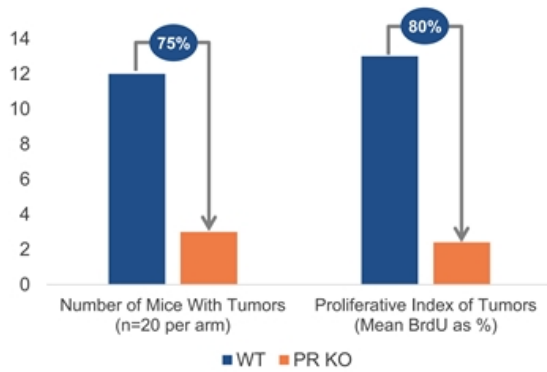 75%
80%
14
12
10
8
6
4
2
0
Number of Mice With Tumors
(n=20 per arm)
Proliferative Index of Tumors
(Mean BrdU as %)
WT
PR KO